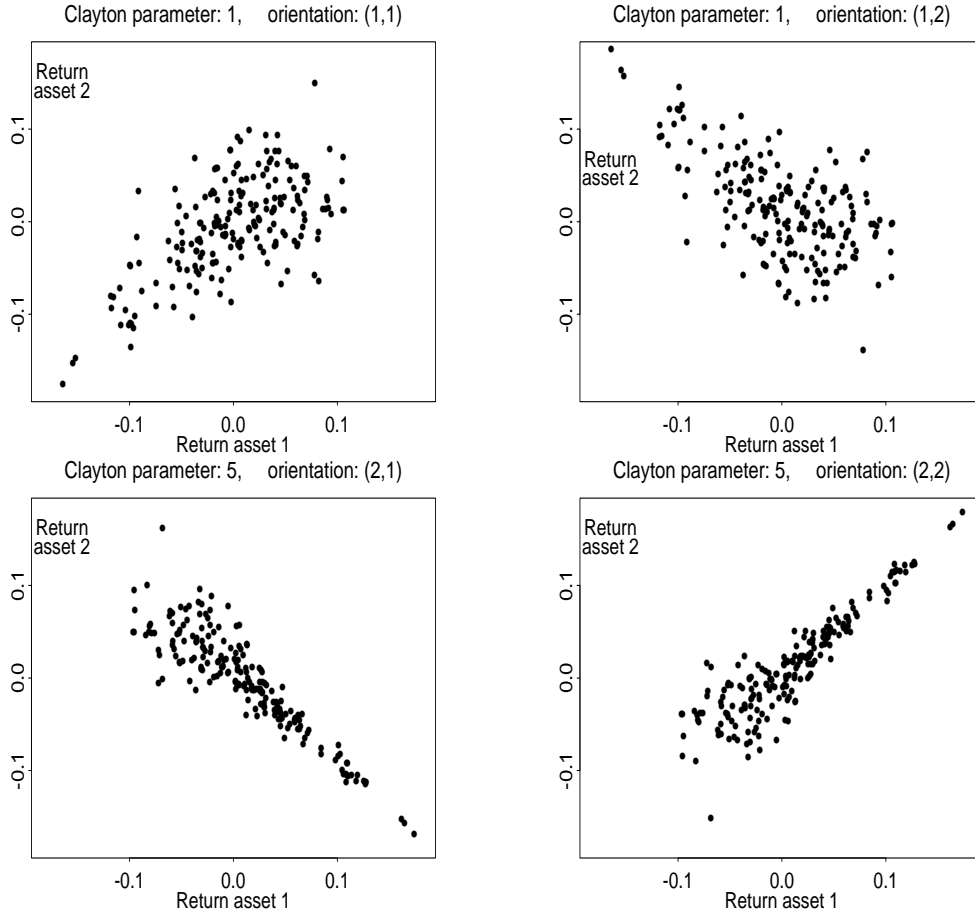 Clayton parameter: 1, orientation: (1,1)
Return
asset 2
0.1
0.0
-0.1
-0.1 0.0 0.1
Return asset 1
Clayton parameter: 1, orientation: (1,2)
0.1
Return
asset 2
0.0
-0.1
-0.1 0.0 0.1
Return asset 1
Clayton parameter: 5, orientation: (2,1)
Return
asset 2
0.1
0.0
-0.1
-0.1 0.0 0.1
Return asset 1
Clayton parameter: 5, orientation: (2,2)
Return
asset 2
0.1
0.0
-0.1
-0.1 0.0 0.1
Return asset 1